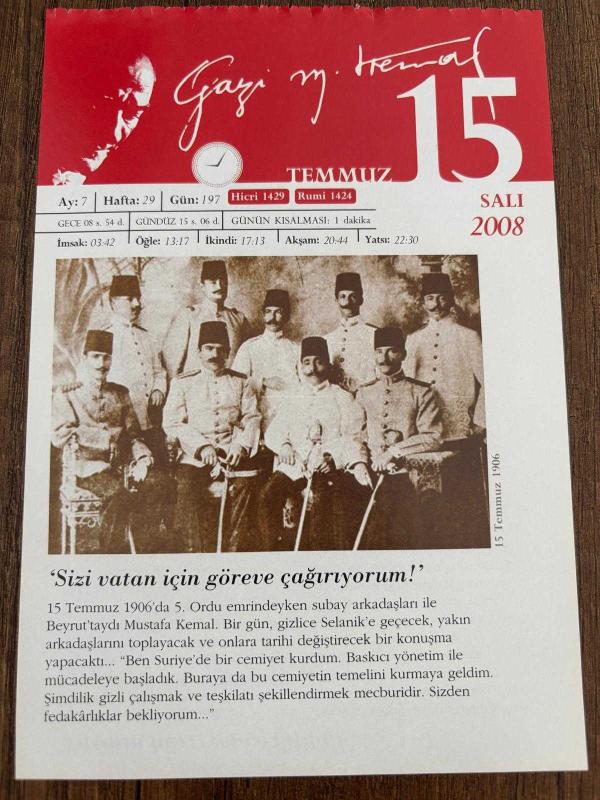 Gazi M. Kemal
15
TEMMUZ
SALI
2008
Ay: 7 Hafta: 29 Gün: 197 Hicri 1429 Rumi 1424
GECE 08 s. 54 d. GÜNDÜZ 15 s. 06 d. GÜNÜN KISALMASI: 1 dakika
İmsak: 03:42 Öğle: 13:17 İkindi: 17:13 Akşam: 20:44 Yatsı: 22:30
15 Temmuz 1906
‘Sizi vatan için göreve çağırıyorum!’
15 Temmuz 1906’da 5. Ordu emrindeyken subay arkadaşları ile
Beyrut’taydı Mustafa Kemal. Bir gün, gizlice Selanik’e geçecek, yakın
arkadaşlarını toplayacak ve onlara tarihi değiştirecek bir konuşma
yapacaktı... “Ben Suriye’de bir cemiyet kurdum. Baskıcı yönetim ile
mücadeleye başladık. Buraya da bu cemiyetin temelini kurmaya geldim.
Şimdilik gizli çalışmak ve teşkilatı şekillendirmek mecburidir. Sizden
fedakârlıklar bekliyorum...”